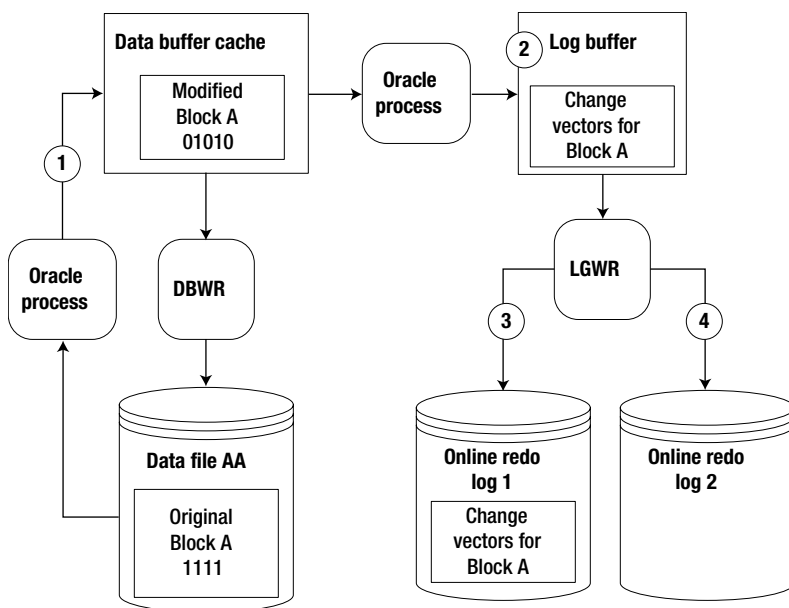 Data buffer cache
Modified
Block A
01010
Oracle
process
2
Log buffer
Change
vectors for
Block A
1
Oracle
process
DBWR
LGWR
3
4
Data file AA
Original
Block A
1111
Online redo
log 1
Change
vectors for
Block A
Online redo
log 2